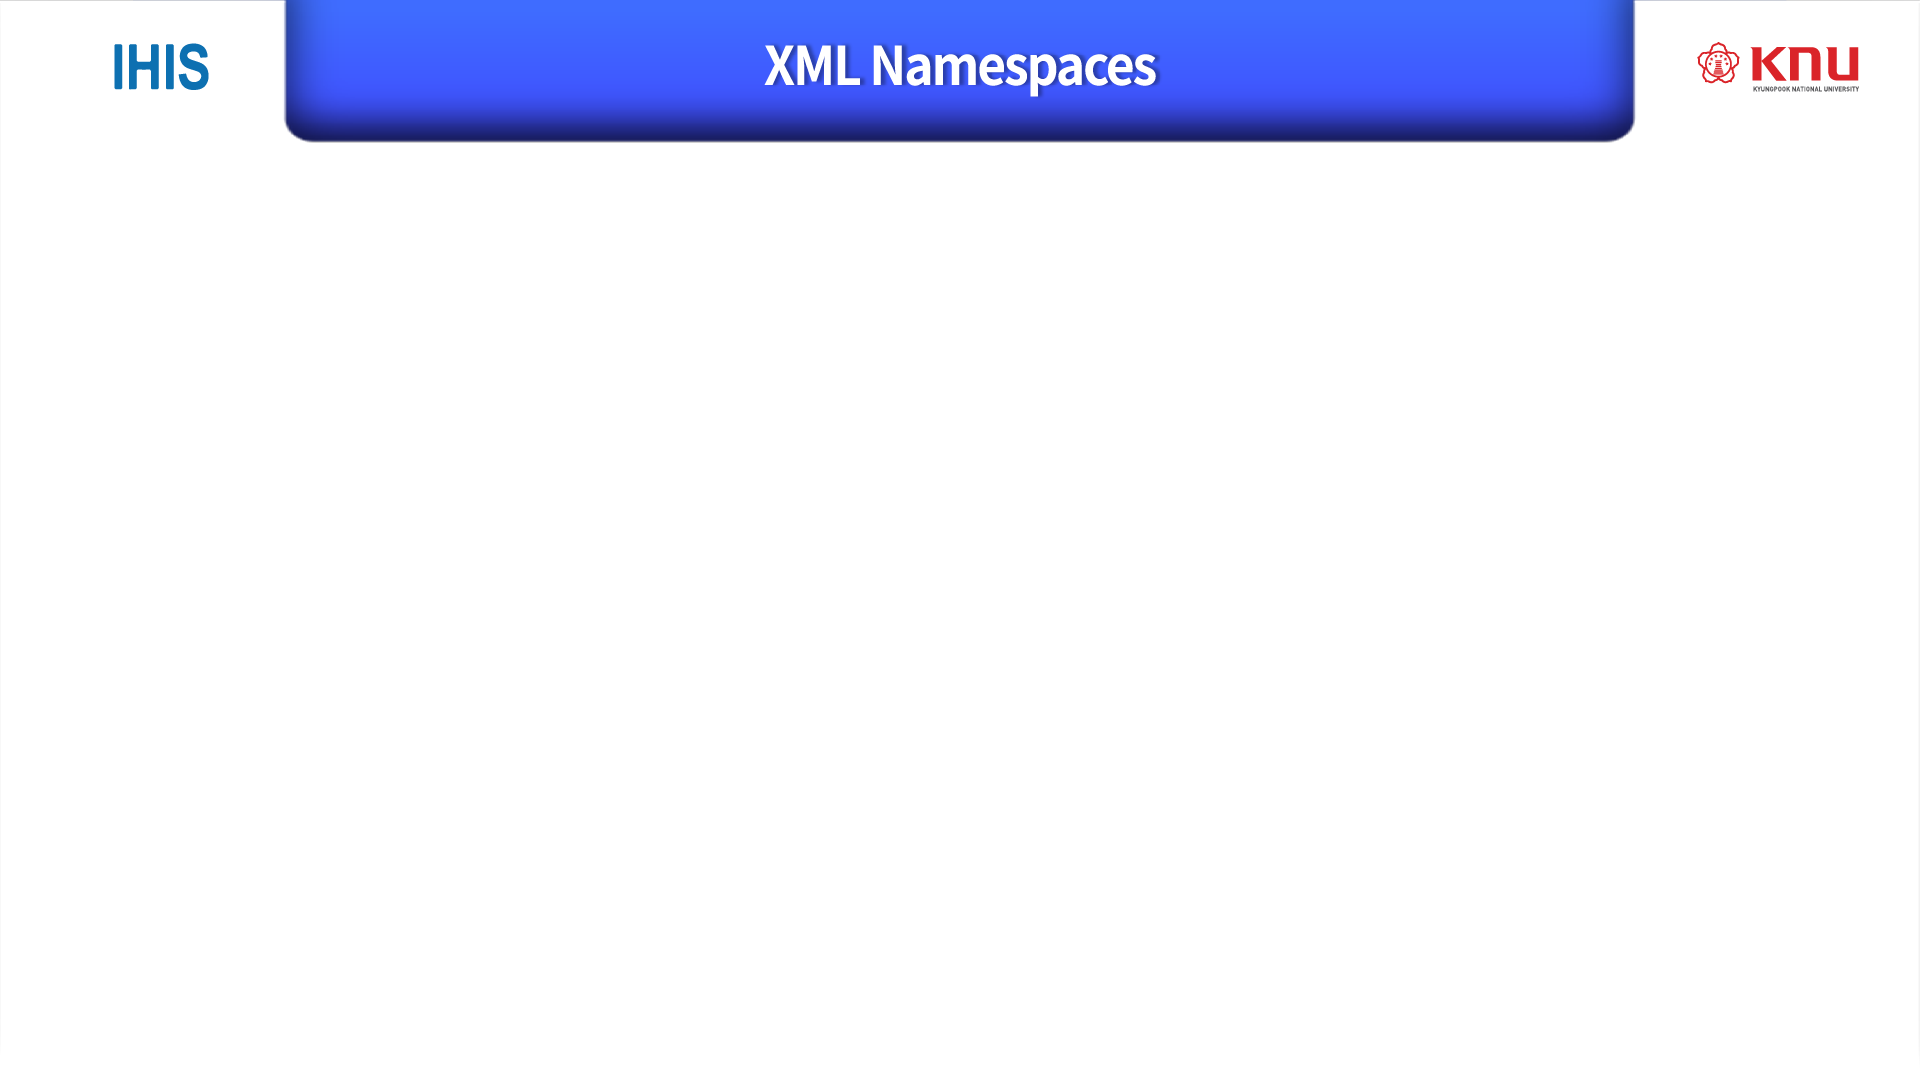 IHIS
XML Namespaces
KNU
KYUNGPOOK NATIONAL UNIVERSITY